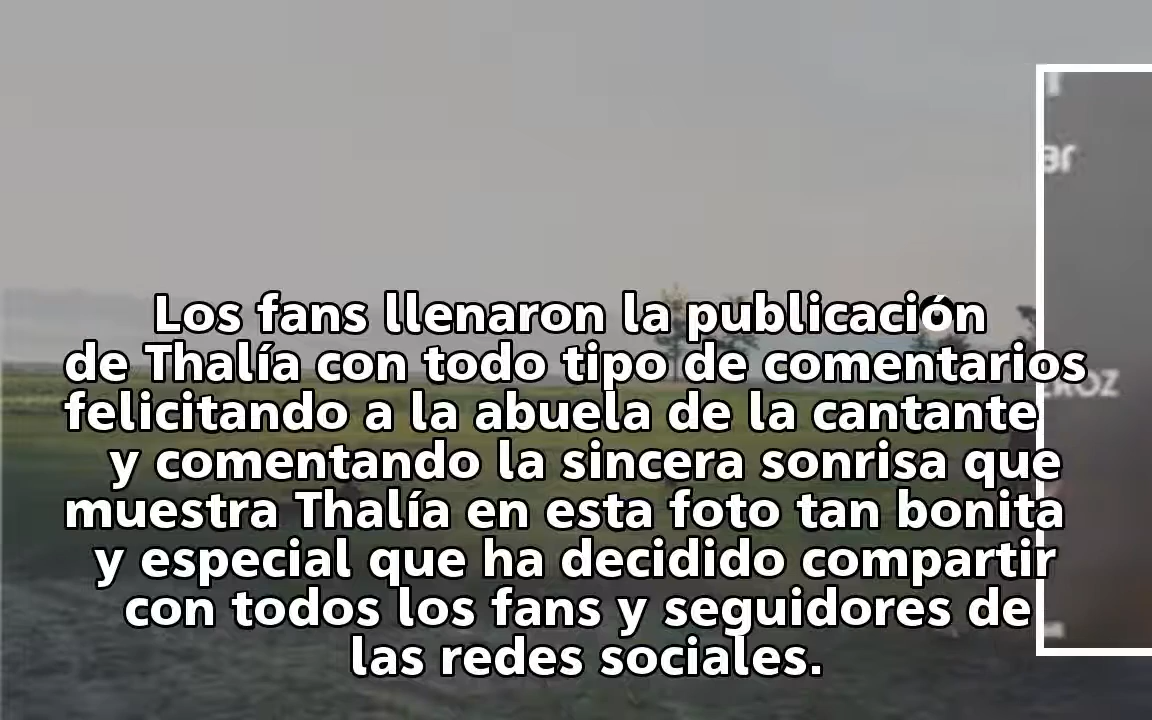 Los fans llenaron la publicación
de Thalía con todo tipo de comentarios
felicitando a la abuela de la cantante
y comentando la sincera sonrisa que
muestra Thalía en esta foto tan bonita
y especial que ha decidido compartir
con todos los fans y seguidores de
las redes sociales.